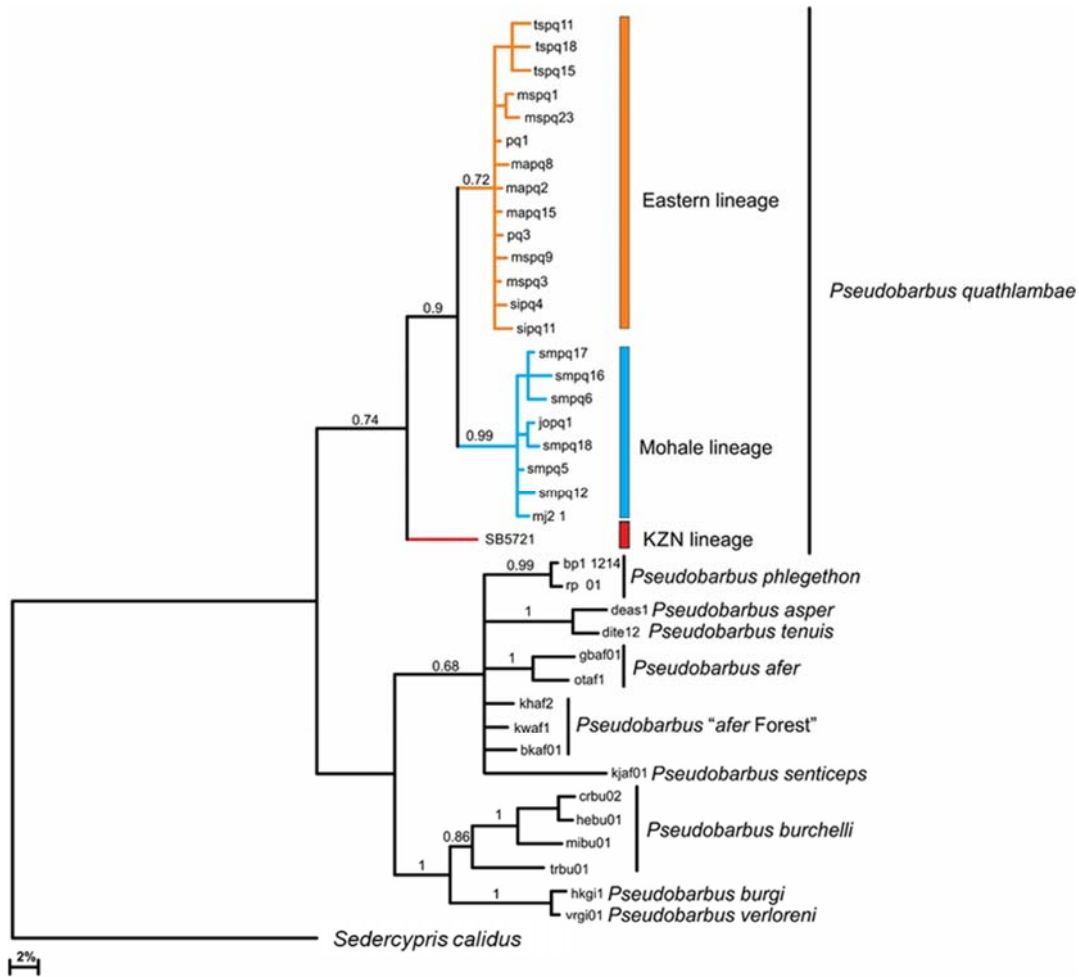 tspq11
tspq18
tspq15
mspq1
mspq23
pq1
mapq8
0.72
mapq2
Eastern lineage
mapq15
pq3
mspq9
mspq3
Pseudobarbus quathlambae
sipq4
0.9
sipq11
smpq17
smpq16
smpq6
0.74
jopq1
0.99
smpq18
Mohale lineage
smpq5
smpq12
mj2 1
SB5721
KZN lineage
0.99
bp1 1214
Pseudobarbus phlegethon
rp 01
1
deas1 Pseudobarbus asper
dite12 Pseudobarbus tenuis
0.68
1
gbaf01
Pseudobarbus afer
otaf1
khaf2
Pseudobarbus “afer Forest”
kwaf1
bkaf01
kjaf01 Pseudobarbus senticeps
crbu02
1
hebu01
Pseudobarbus burchelli
0.86
mibu01
1
trbu01
1
hkgi1 Pseudobarbus burgi
vrgi01 Pseudobarbus verloreni
Sedercypris calidus
2%